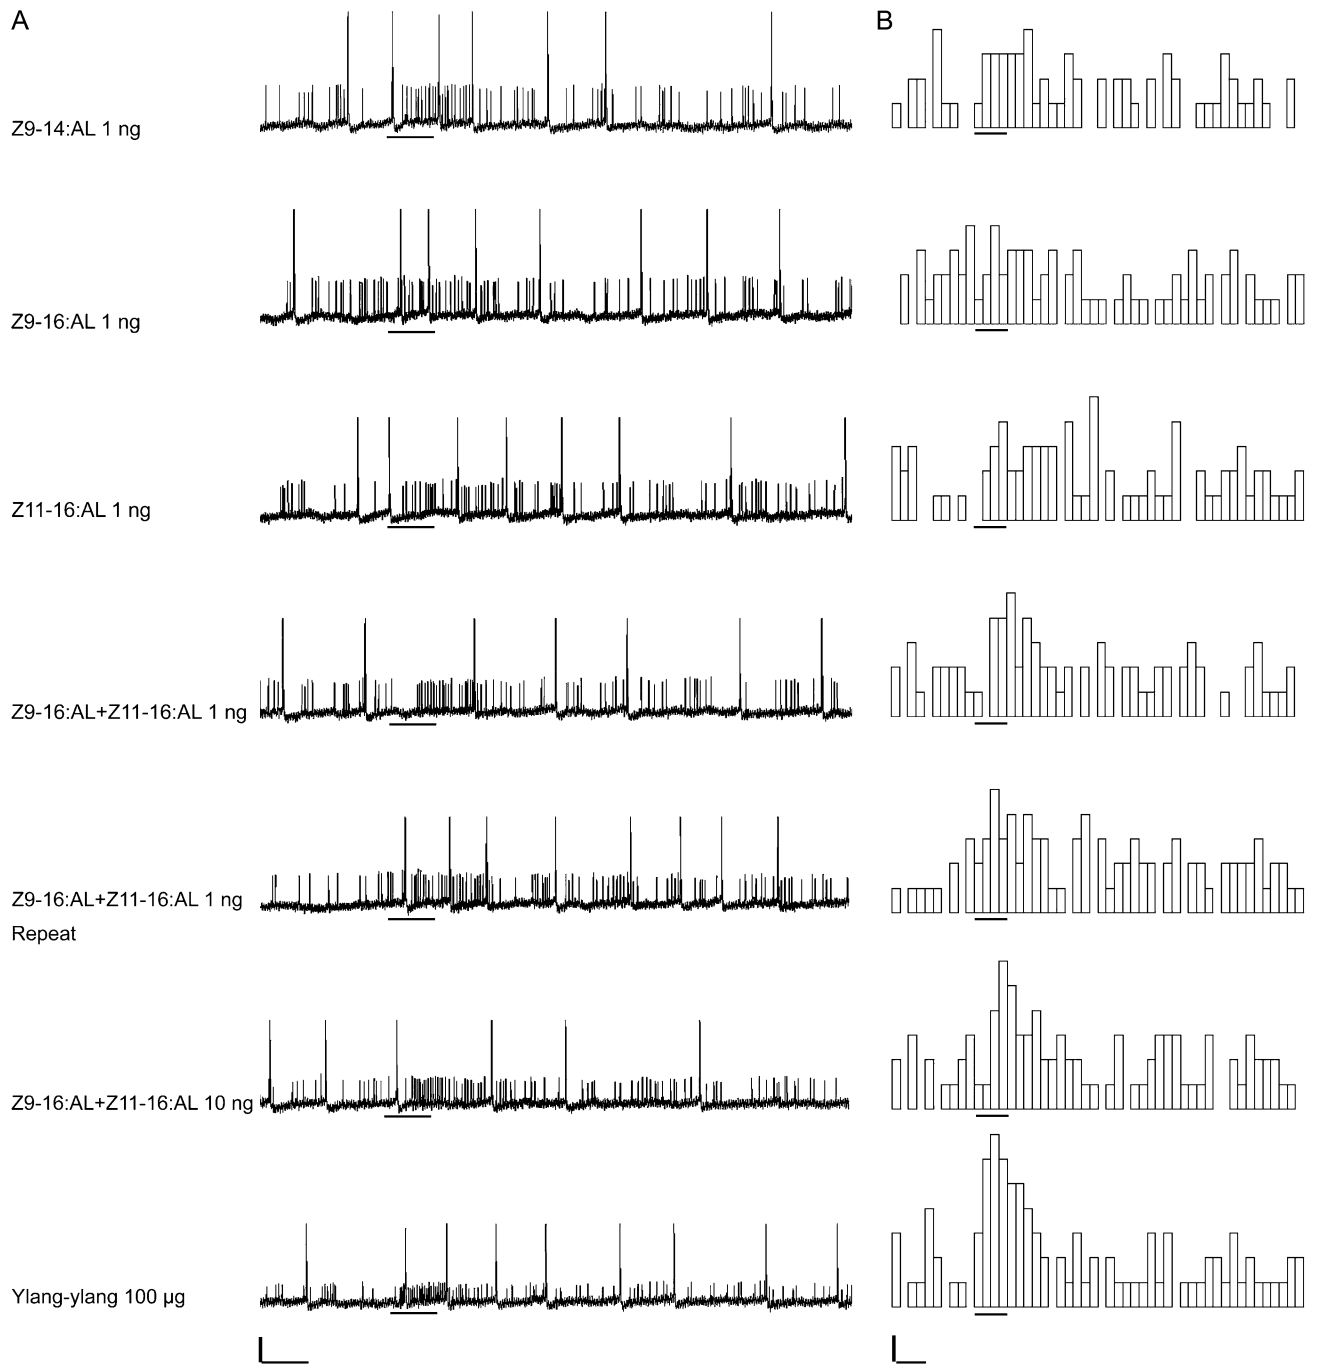 A
B
Z9-14:AL 1 ng
Z9-16:AL 1 ng
Z11-16:AL 1 ng
Z9-16:AL+Z11-16:AL 1 ng
Z9-16:AL+Z11-16:AL 1 ng
Repeat
Z9-16:AL+Z11-16:AL 10 ng
Ylang-ylang 100 µg